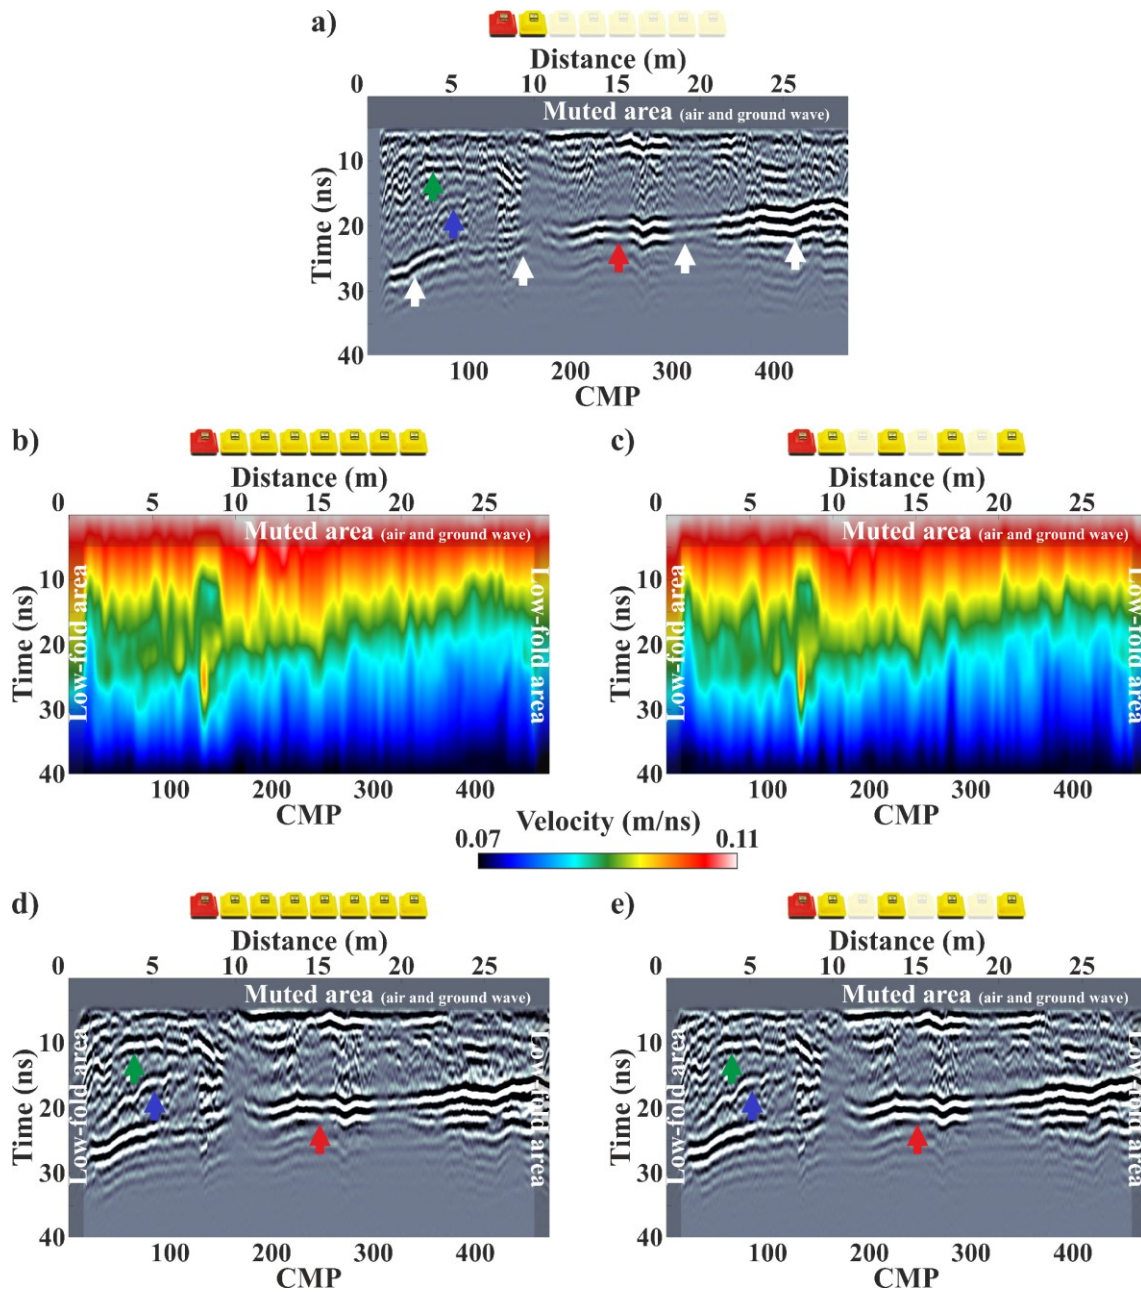 a)
Distance (m)
0 5 10 15 20 25
Muted area (air and ground wave)
Time (ns)
10
20
30
40
100 200 300 400
CMP
b)
Distance (m)
0 5 10 15 20 25
Muted area (air and ground wave)
Time (ns)
Low-fold area
Low-fold area
10
20
30
40
100 200 300 400
CMP
c)
Distance (m)
0 5 10 15 20 25
Muted area (air and ground wave)
Time (ns)
Low-fold area
Low-fold area
10
20
30
40
100 200 300 400
CMP
Velocity (m/ns)
0.07 0.11
d)
Distance (m)
0 5 10 15 20 25
Muted area (air and ground wave)
Time (ns)
Low-fold area
Low-fold area
10
20
30
40
100 200 300 400
CMP
e)
Distance (m)
0 5 10 15 20 25
Muted area (air and ground wave)
Time (ns)
Low-fold area
Low-fold area
10
20
30
40
100 200 300 400
CMP